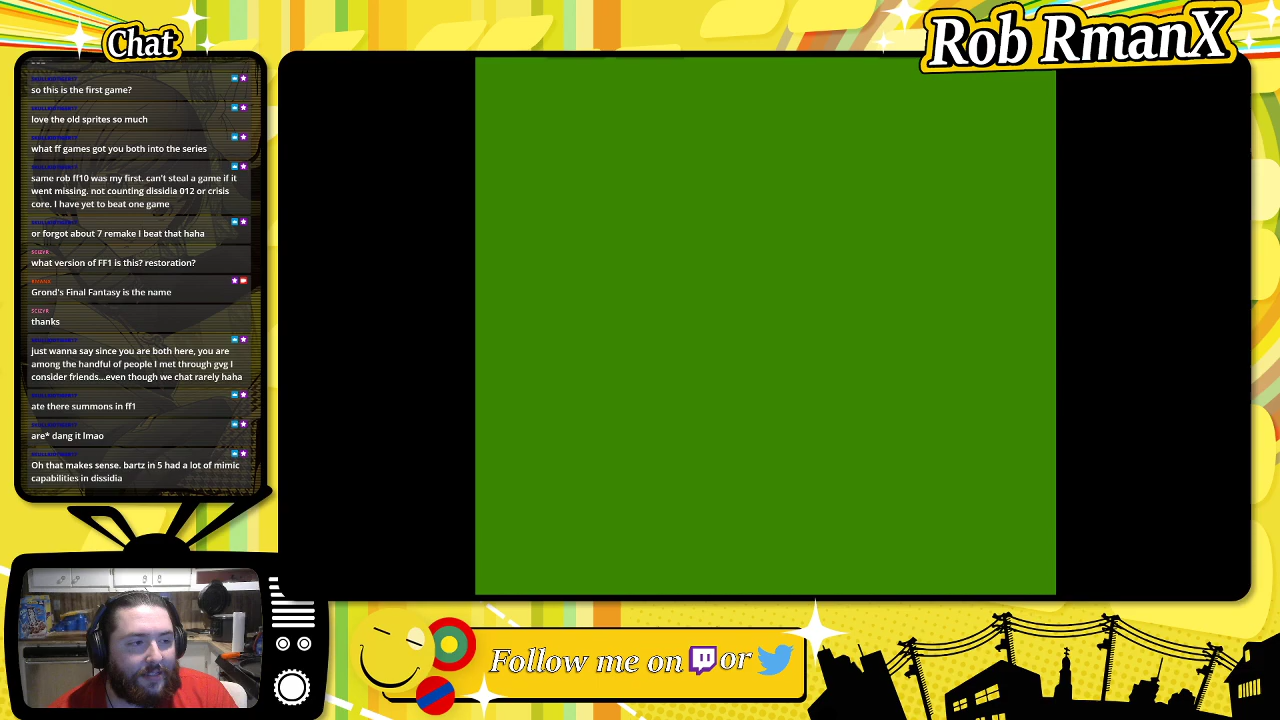 Chat
Rob RmanX
so this is the first game?
love the old sprites so much
what ff games got you both into the series
same rob ff10 was my first. can't steal a game if it
went missing. not counting dissidia 012 or crisis
core. I have yet to beat one game
or forgot about 7 remake I beat that haha
SCIZYR
what version of FF1 is this? restoration?
RMANX
Grond's Final Fantasy is the name
SCIZYR
thanks
just wanna say since you are both here, you are
among the handful of people I met through gvg I
consider friends...even though we chat rarely haha
ate there summons in ff1
are* dang it lmao
Oh that makes sense. bartz in 5 had a lot of mimic
capabilities in dissidia
Follow me on or